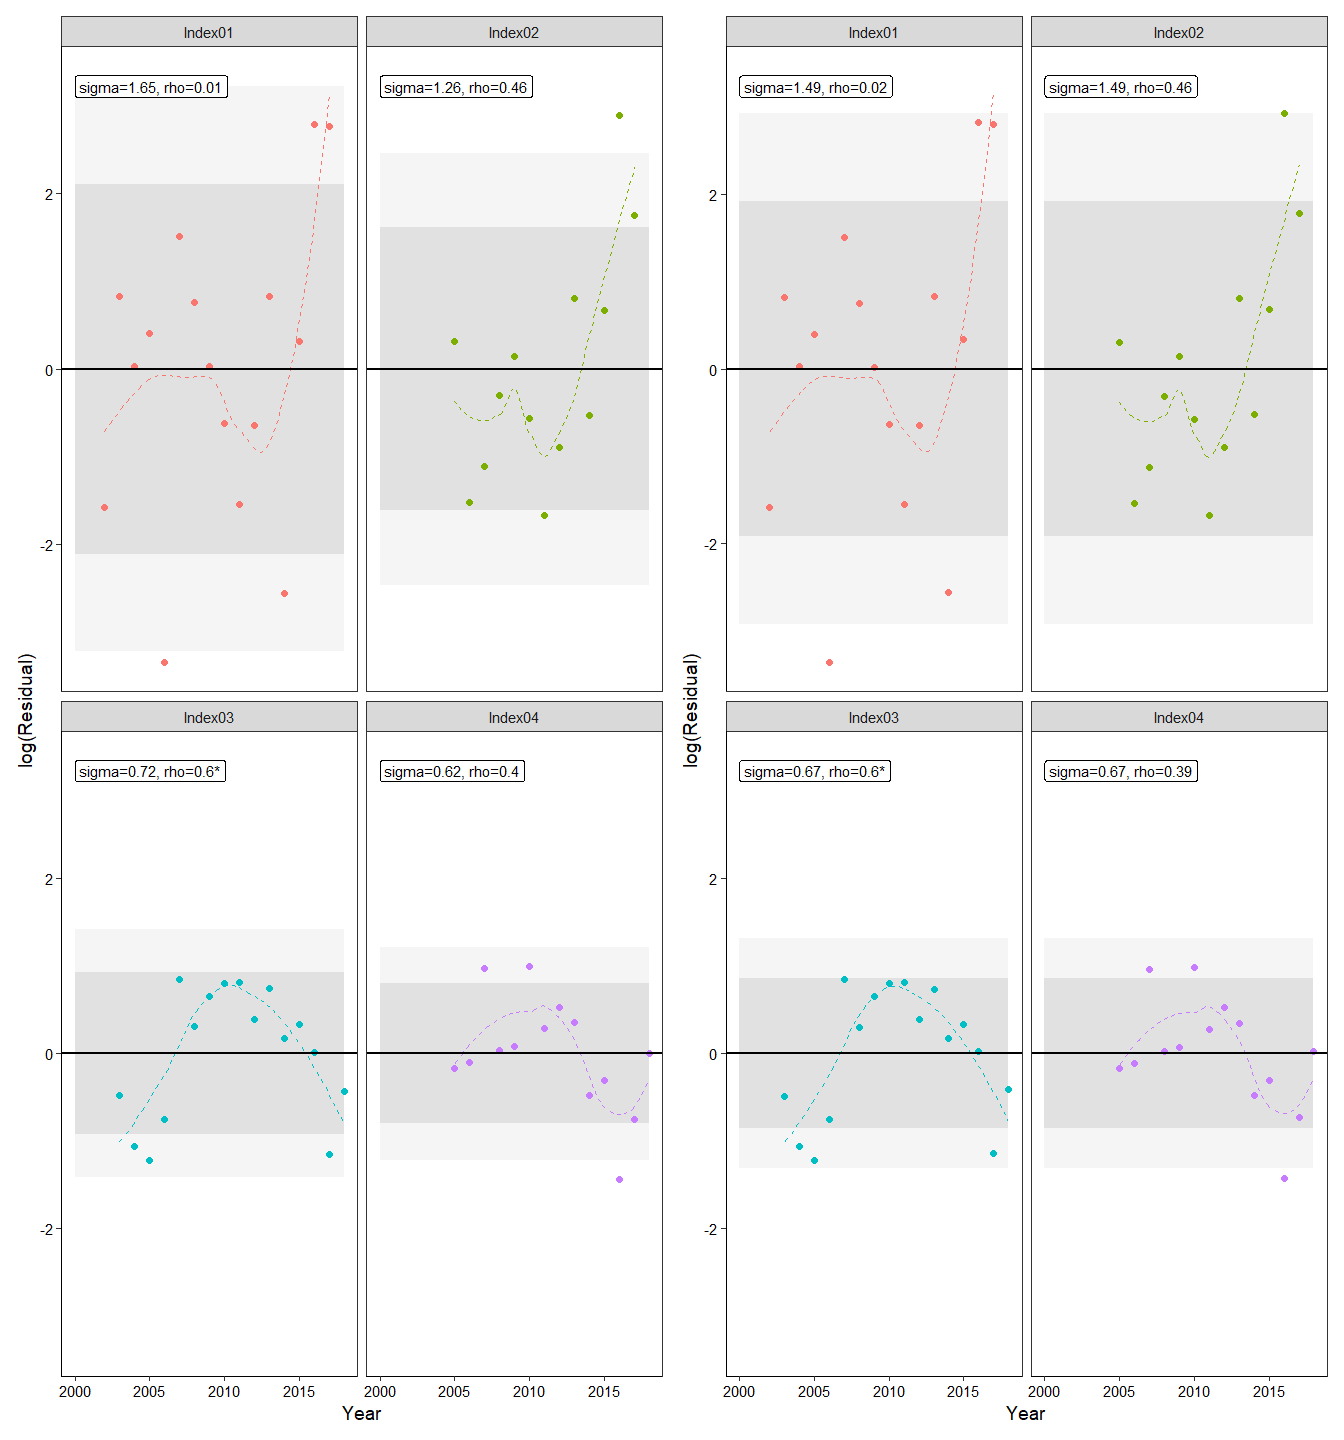 Index01
Index02
sigma=1.65, rho=0.01
sigma=1.26, rho=0.46
2
0
-2
Index03
Index04
sigma=0.72, rho=0.6*
sigma=0.62, rho=0.4
2
0
-2
2000
2005
2010
2015
2000
2005
2010
2015
Year
log(Residual)
Index01
Index02
sigma=1.49, rho=0.02
sigma=1.49, rho=0.46
2
0
-2
Index03
Index04
sigma=0.67, rho=0.6*
sigma=0.67, rho=0.39
2
0
-2
2000
2005
2010
2015
2000
2005
2010
2015
Year
log(Residual)